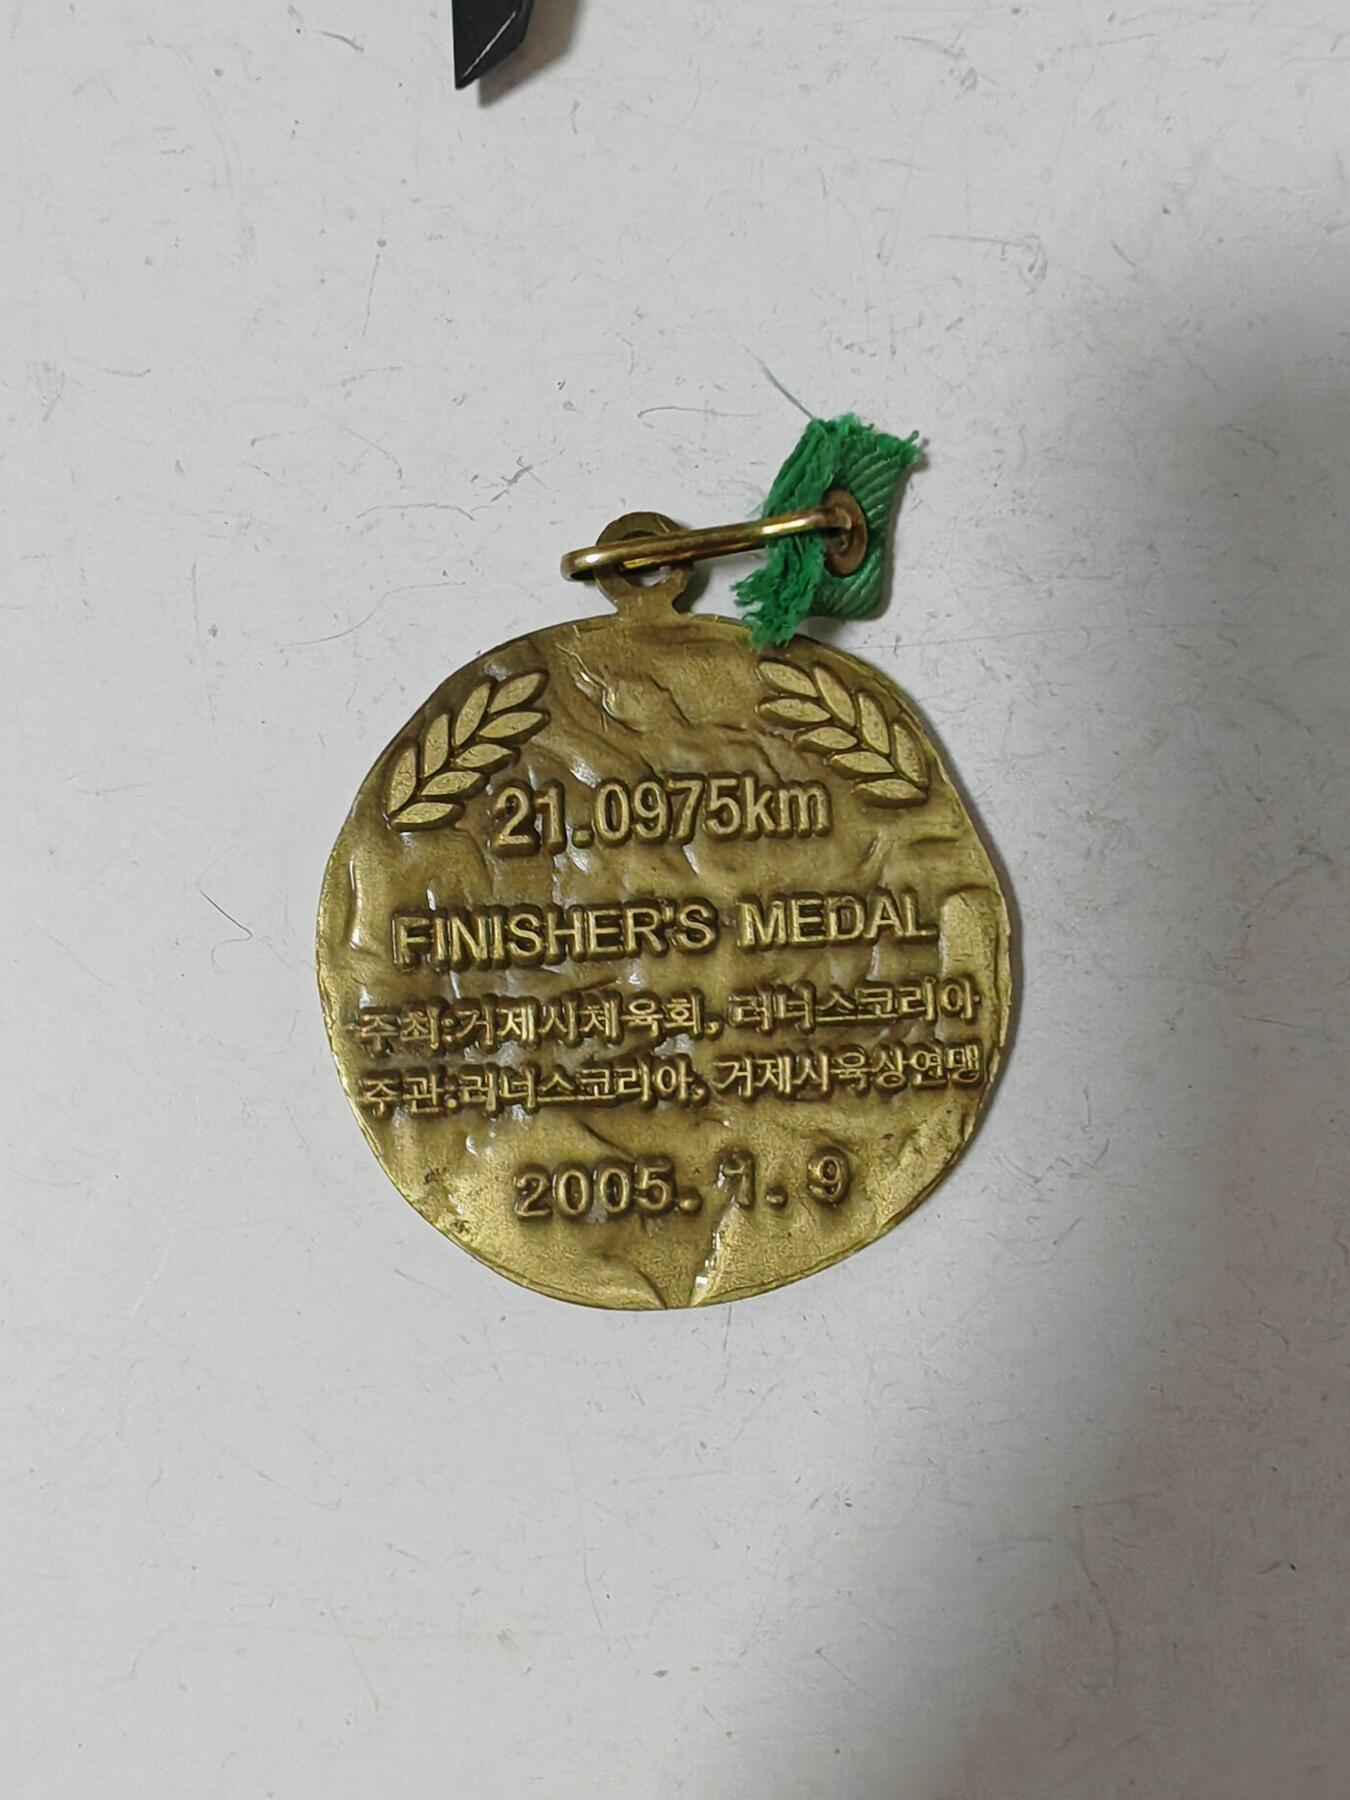 21.0975km
FINISHER'S MEDAL
주최:거제시체육회, 러너스코리아
주관:러너스코리아, 거제시육상연맹
2005. 1. 9